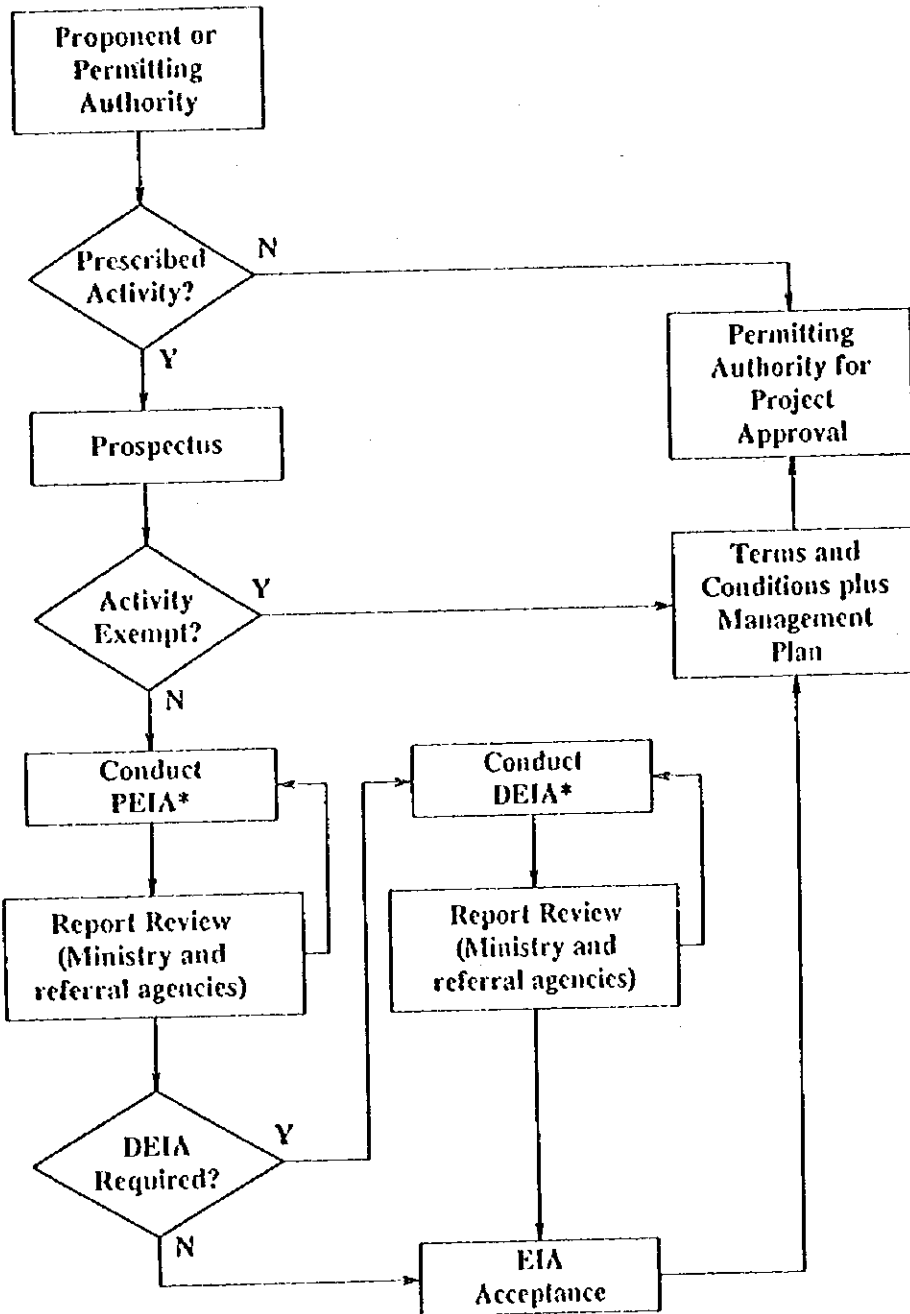 Proponent or
Permitting
Authority
Prescribed
Activity?
N
Y
Permitting
Authority for
Project
Approval
Prospectus
Activity
Exempt?
Y
N
Terms and
Conditions plus
Management
Plan
Conduct
PEIA*
Conduct
DEIA*
Report Review
(Ministry and
referral agencies)
Report Review
(Ministry and
referral agencies)
DEIA
Required?
Y
N
EIA
Acceptance